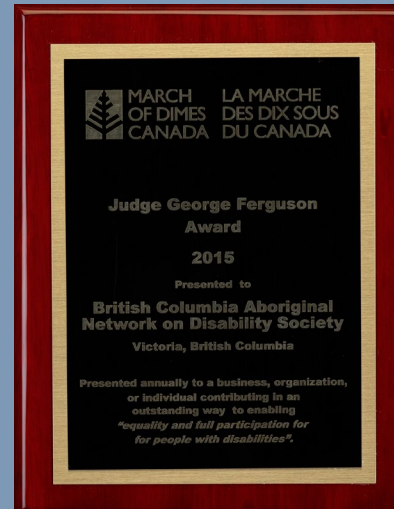 MARCH OF DIMES CANADA
LA MARCHE DES DIX SOUS DU CANADA
Judge George Ferguson
Award
2015
Presented to
British Columbia Aboriginal
Network on Disability Society
Victoria, British Columbia
Presented annually to a business, organization,
or individual contributing in an
outstanding way to enabling
"equality and full participation for
for people with disabilities".